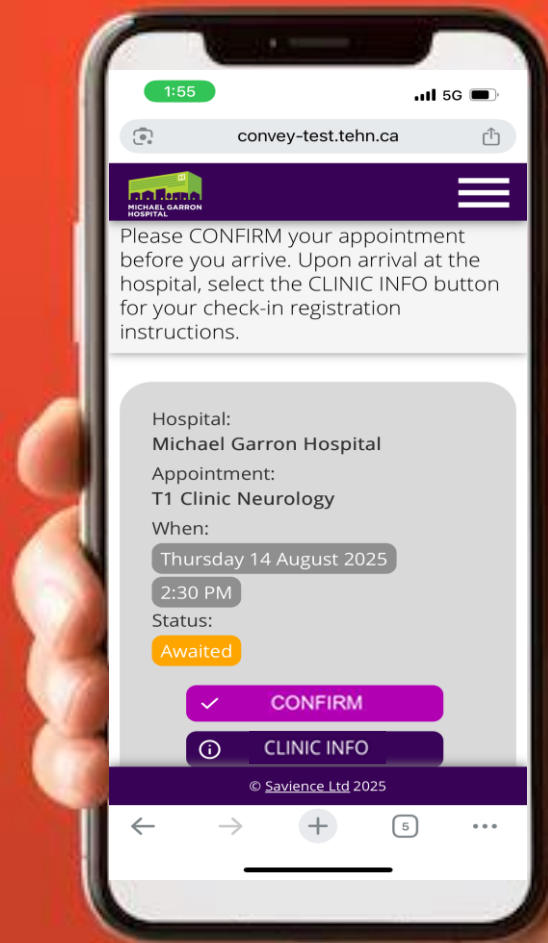 1:55
5G
convey-test.tehn.ca
MICHAEL GARRON
HOSPITAL
Please CONFIRM your appointment
before you arrive. Upon arrival at the
hospital, select the CLINIC INFO button
for your check-in registration
instructions.
Hospital:
Michael Garron Hospital
Appointment:
T1 Clinic Neurology
When:
Thursday 14 August 2025
2:30 PM
Status:
Awaited
CONFIRM
CLINIC INFO
© Savience Ltd 2025
5